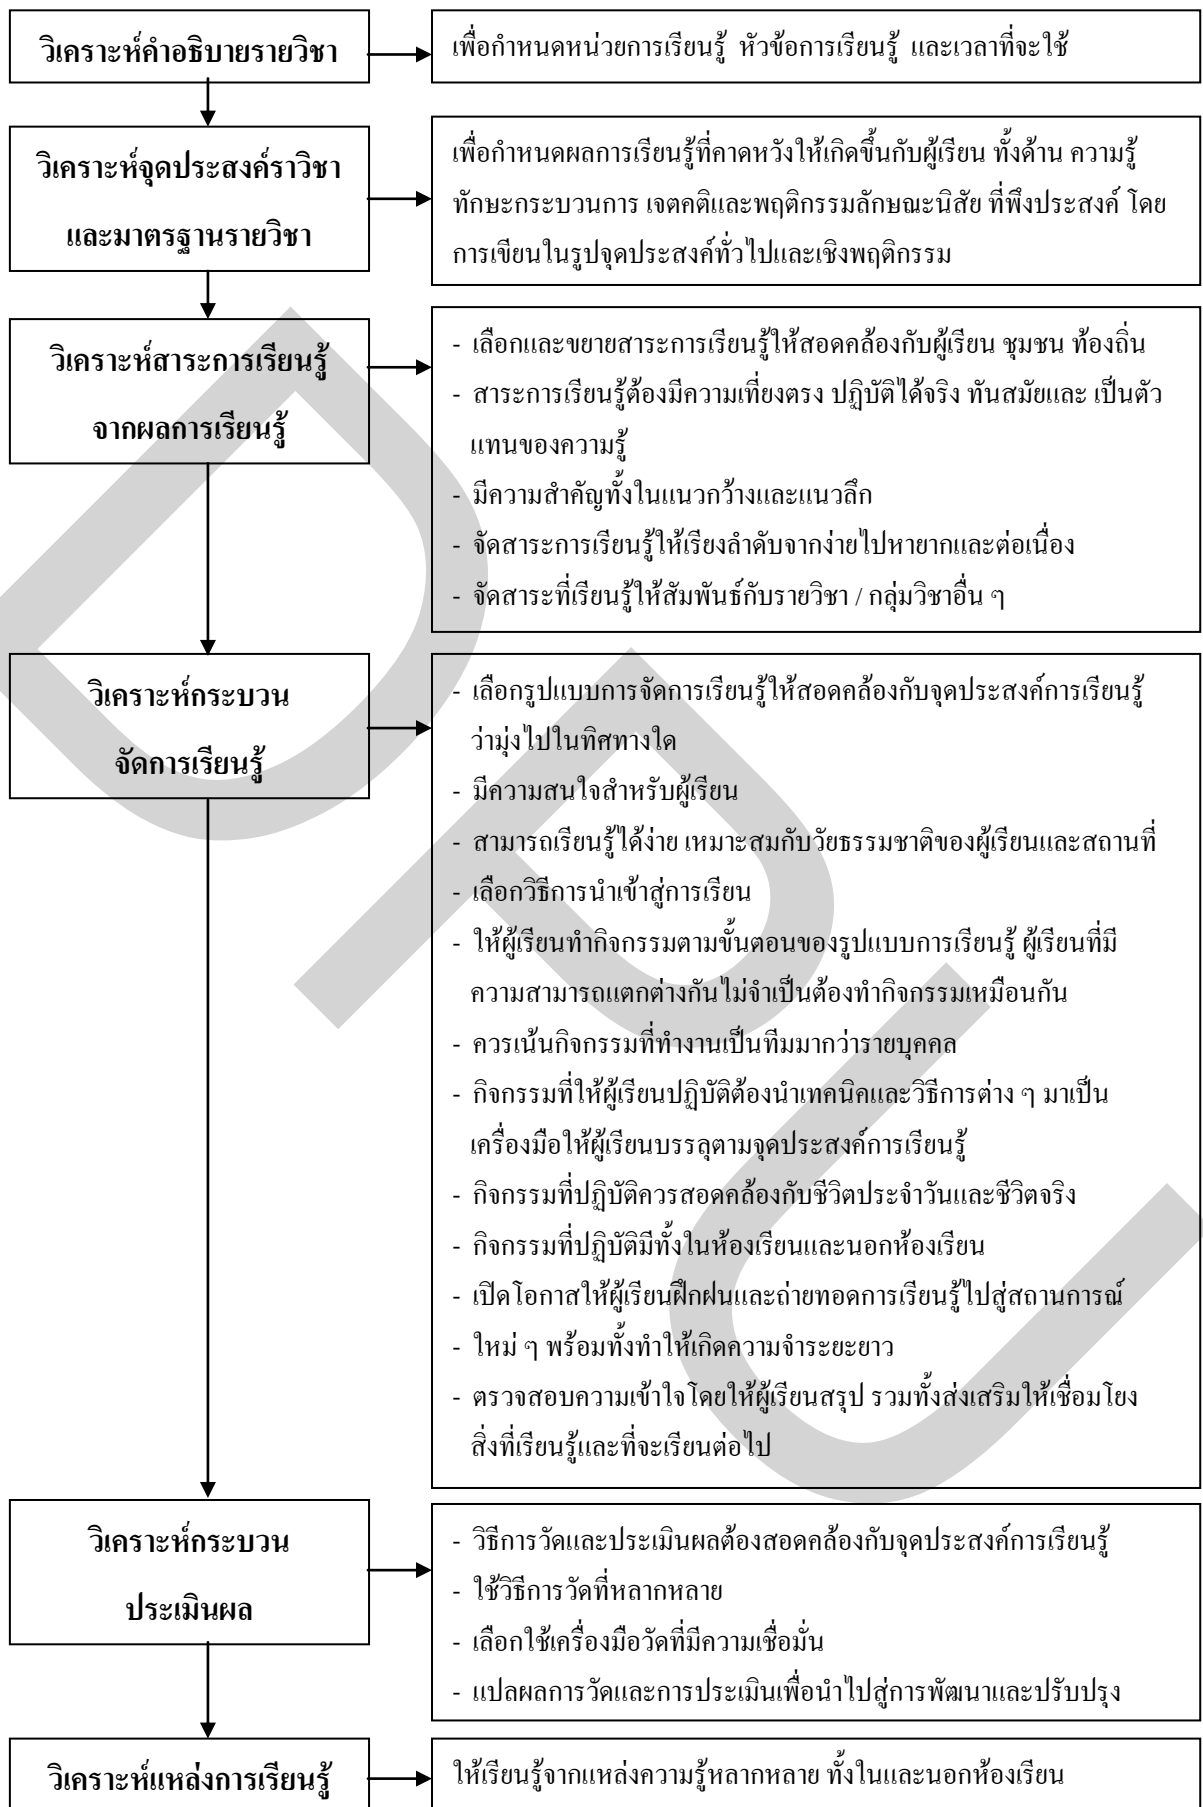 วิเคราะห์คำอธิบายรายวิชา
เพื่อกำหนดหน่วยการเรียนรู้ หัวข้อการเรียนรู้ และเวลาที่จะใช้
วิเคราะห์จุดประสงค์ราวิชา
และมาตรฐานรายวิชา
เพื่อกำหนดผลการเรียนรู้ที่คาดหวังให้เกิดขึ้นกับผู้เรียน ทั้งด้าน ความรู้
ทักษะกระบวนการ เจตคติและพฤติกรรมลักษณะนิสัย ที่พึงประสงค์ โดย
การเขียนในรูปจุดประสงค์ทั่วไปและเชิงพฤติกรรม
วิเคราะห์สาระการเรียนรู้
จากผลการเรียนรู้
- เลือกและขยายสาระการเรียนรู้ให้สอดคล้องกับผู้เรียน ชุมชน ท้องถิ่น
- สาระการเรียนรู้ต้องมีความเที่ยงตรง ปฏิบัติได้จริง ทันสมัยและ เป็นตัว
แทนของความรู้
- มีความสำคัญทั้งในแนวกว้างและแนวลึก
- จัดสาระการเรียนรู้ให้เรียงลำดับจากง่ายไปหายากและต่อเนื่อง
- จัดสาระที่เรียนรู้ให้สัมพันธ์กับรายวิชา / กลุ่มวิชาอื่น ๆ
วิเคราะห์กระบวน
จัดการเรียนรู้
- เลือกรูปแบบการจัดการเรียนรู้ให้สอดคล้องกับจุดประสงค์การเรียนรู้
ว่ามุ่งไปในทิศทางใด
- มีความสนใจสำหรับผู้เรียน
- สามารถเรียนรู้ได้ง่าย เหมาะสมกับวัยธรรมชาติของผู้เรียนและสถานที่
- เลือกวิธีการนำเข้าสู่การเรียน
- ให้ผู้เรียนทำกิจกรรมตามขั้นตอนของรูปแบบการเรียนรู้ ผู้เรียนที่มี
ความสามารถแตกต่างกันไม่จำเป็นต้องทำกิจกรรมเหมือนกัน
- ควรเน้นกิจกรรมที่ทำงานเป็นทีมมากว่ารายบุคคล
- กิจกรรมที่ให้ผู้เรียนปฏิบัติต้องนำเทคนิคและวิธีการต่าง ๆ มาเป็น
เครื่องมือให้ผู้เรียนบรรลุตามจุดประสงค์การเรียนรู้
- กิจกรรมที่ปฏิบัติควรสอดคล้องกับชีวิตประจำวันและชีวิตจริง
- กิจกรรมที่ปฏิบัติมีทั้งในห้องเรียนและนอกห้องเรียน
- เปิดโอกาสให้ผู้เรียนฝึกฝนและถ่ายทอดการเรียนรู้ไปสู่สถานการณ์
- ใหม่ ๆ พร้อมทั้งทำให้เกิดความจำระยะยาว
- ตรวจสอบความเข้าใจโดยให้ผู้เรียนสรุป รวมทั้งส่งเสริมให้เชื่อมโยง
สิ่งที่เรียนรู้และที่จะเรียนต่อไป
วิเคราะห์กระบวน
ประเมินผล
- วิธีการวัดและประเมินผลต้องสอดคล้องกับจุดประสงค์การเรียนรู้
- ใช้วิธีการวัดที่หลากหลาย
- เลือกใช้เครื่องมือวัดที่มีความเชื่อมั่น
- แปลผลการวัดและการประเมินเพื่อนำไปสู่การพัฒนาและปรับปรุง
วิเคราะห์แหล่งการเรียนรู้
ให้เรียนรู้จากแหล่งความรู้หลากหลาย ทั้งในและนอกห้องเรียน
DPU